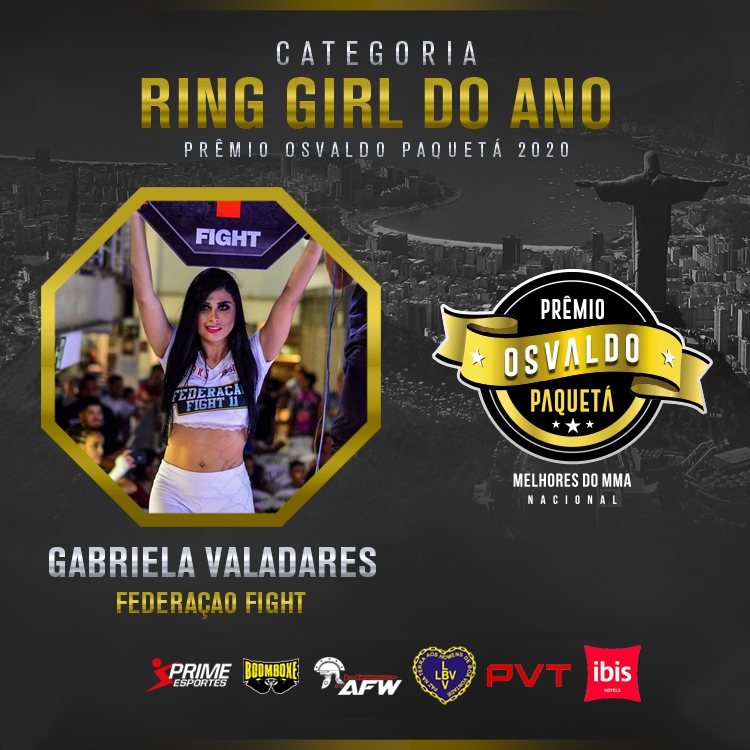 CATEGORIA
RING GIRL DO ANO
PRÊMIO OSVALDO PAQUETÁ 2020
FIGHT
FEDERAÇÃO
FIGHT 11
PRÊMIO
OSVALDO
PAQUETÁ
MELHORES DO MMA
NACIONAL
GABRIELA VALADARES
FEDERAÇAO FIGHT
PRIME
ESPORTES
BOOMBOXE
AFW
LBV
PVT
ibis
HOTELS